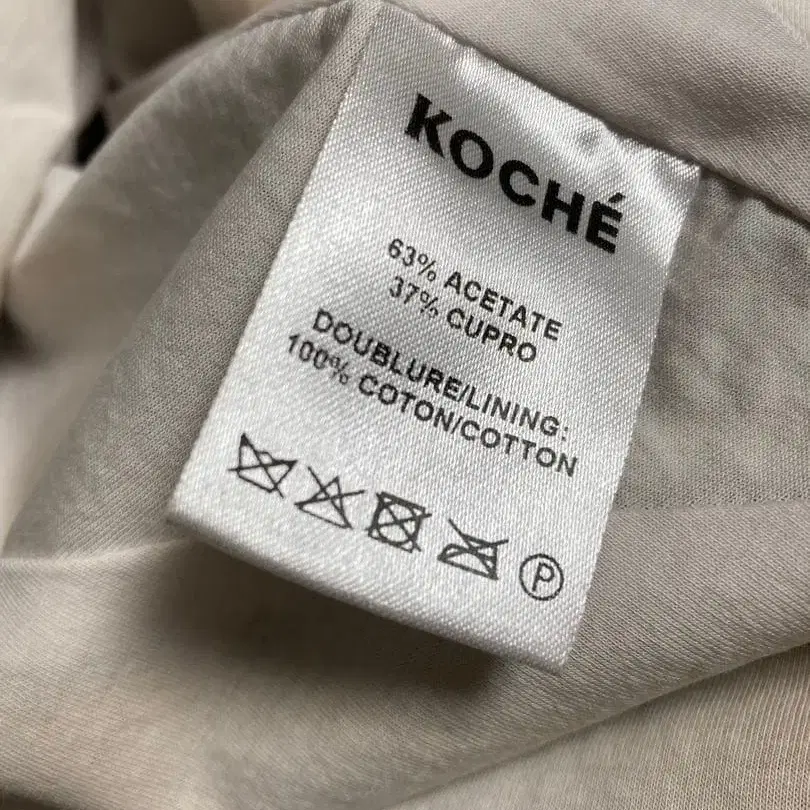 KOCHÉ
63% ACETATE
37% CUPRO
DOUBLURE/LINING:
100% COTON/COTTON
P